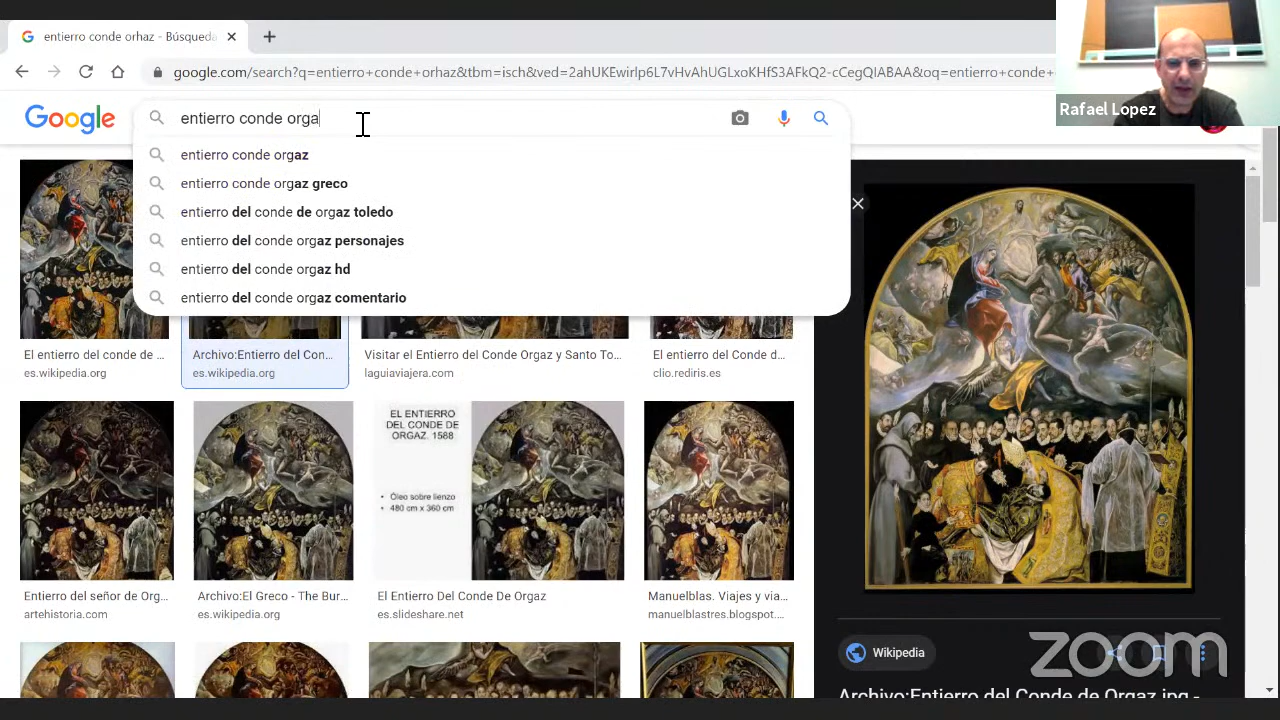 entierro conde orhaz - Búsqueda
google.com/search?q=entierro+conde+orhaz&tbm=isch&ved=2ahUKEwirlp6L7vHvAhUGLxoKHfS3AFkQ2-cCegQIABAA&oq=entierro+conde+
Rafael Lopez
Google
entierro conde orga
entierro conde orgaz
entierro conde orgaz greco
entierro del conde de orgaz toledo
entierro del conde orgaz personajes
entierro del conde orgaz hd
entierro del conde orgaz comentario
El entierro del conde de ...
es.wikipedia.org
Archivo:Entierro del Con...
es.wikipedia.org
Visitar el Entierro del Conde Orgaz y Santo To...
laguiaviajera.com
El entierro del Conde d...
clio.rediris.es
EL ENTIERRO
DEL CONDE DE
ORGAZ. 1588
• Óleo sobre lienzo
• 480 cm x 360 cm
Entierro del señor de Org...
artehistoria.com
Archivo:El Greco - The Bur...
es.wikipedia.org
El Entierro Del Conde De Orgaz
es.slideshare.net
Manuelblas. Viajes y via...
manuelblastres.blogspot....
Wikipedia
zoom
Archivo:Entierro del Conde de Orgaz.jpg -